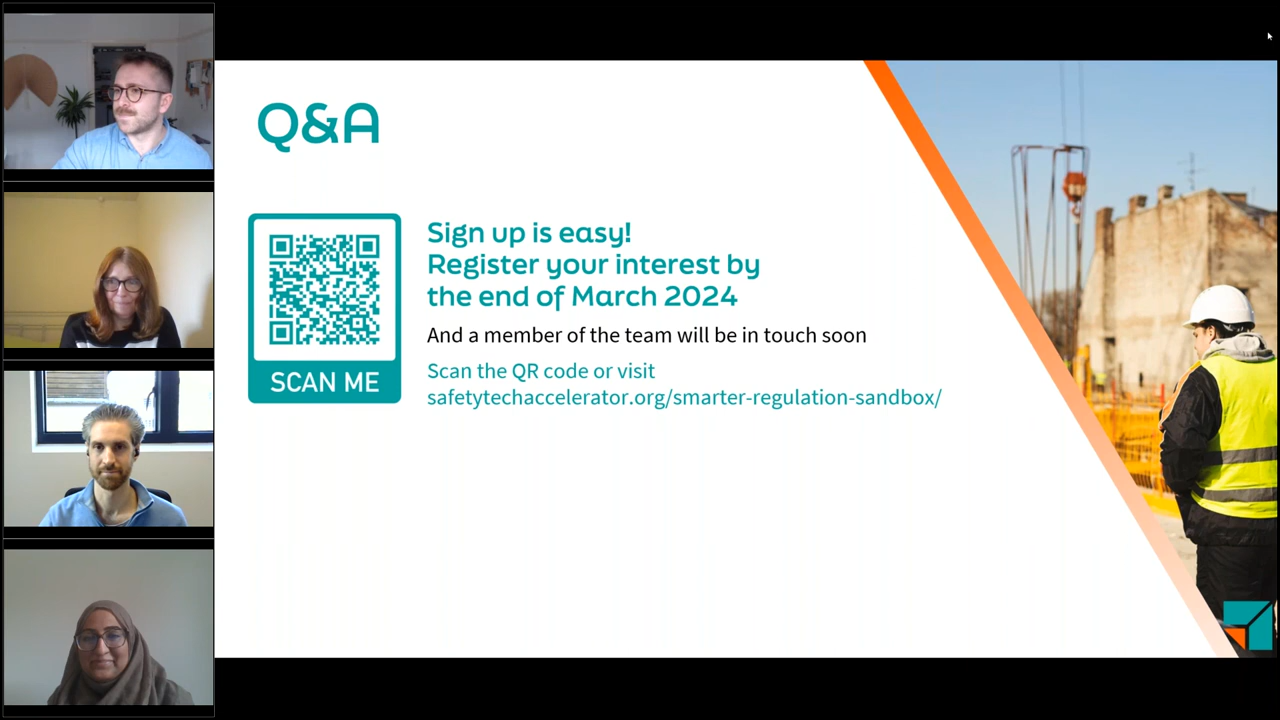 Q&A
Sign up is easy!
Register your interest by
the end of March 2024
And a member of the team will be in touch soon
Scan the QR code or visit
safetytechaccelerator.org/smarter-regulation-sandbox/
SCAN ME